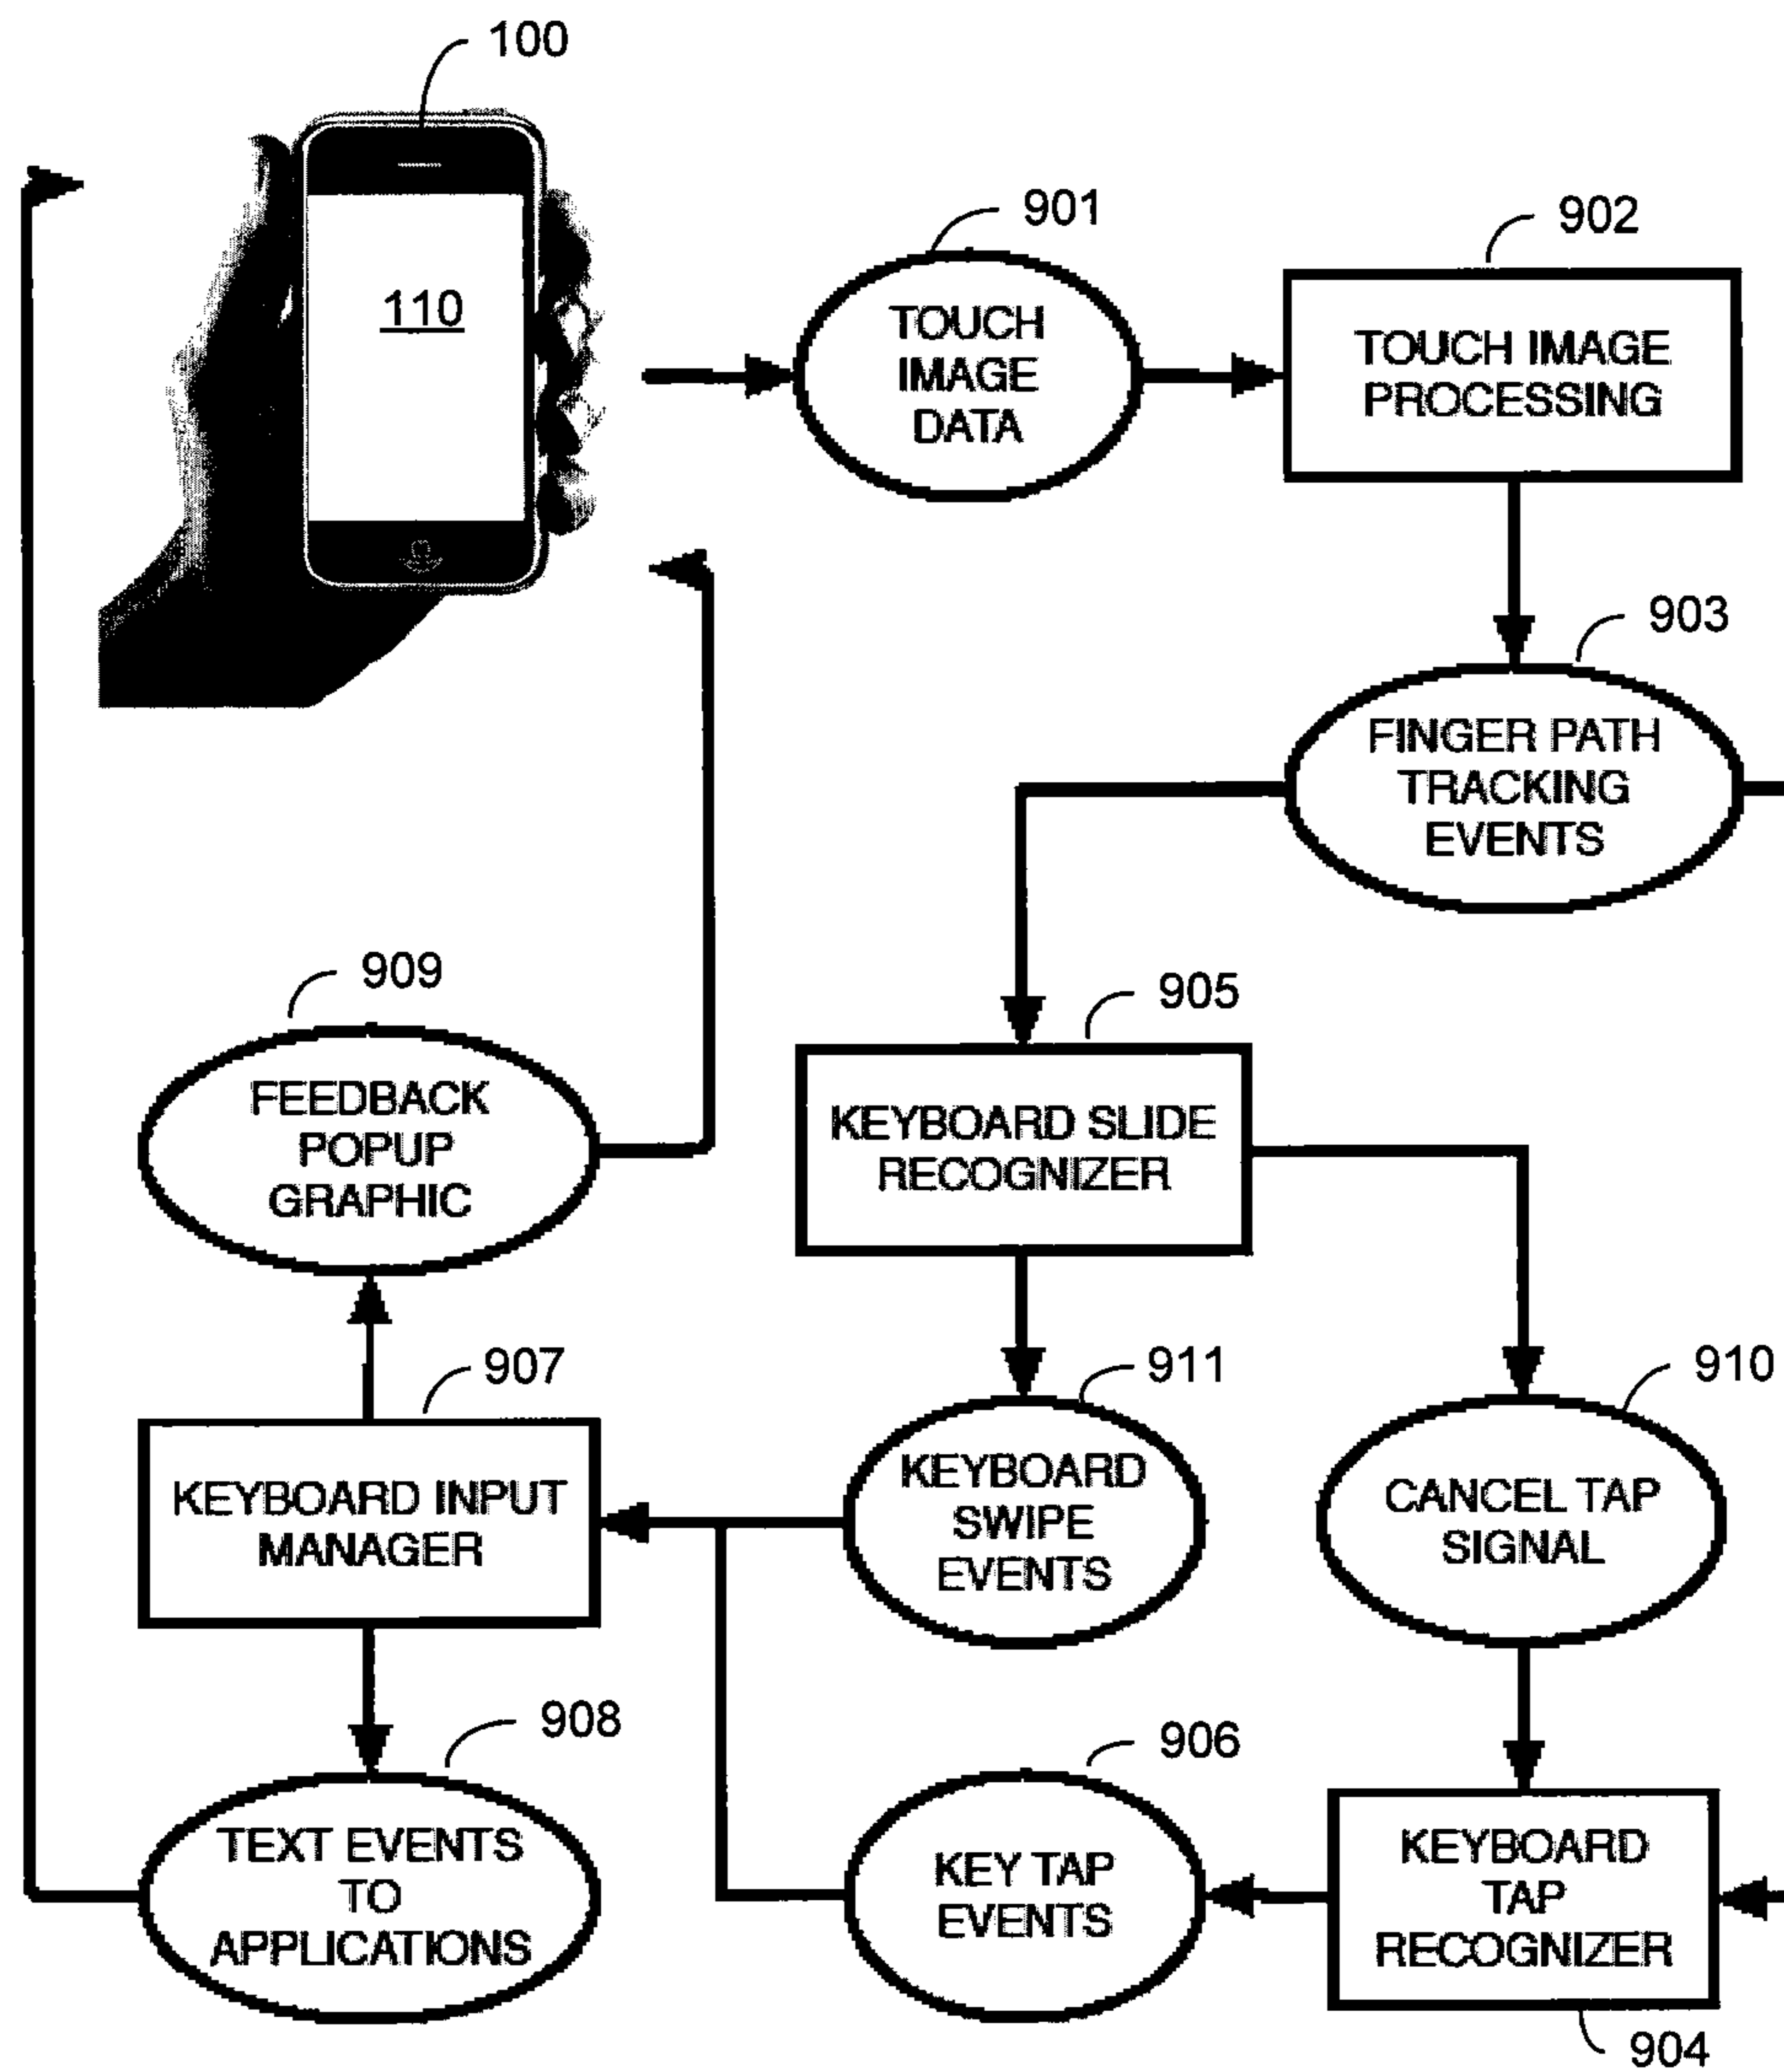 100
110
901
TOUCH
IMAGE
DATA
902
TOUCH IMAGE
PROCESSING
903
FINGER PATH
TRACKING
EVENTS
909
FEEDBACK
POPUP
GRAPHIC
905
KEYBOARD SLIDE
RECOGNIZER
907
KEYBOARD INPUT
MANAGER
911
KEYBOARD
SWIPE
EVENTS
910
CANCEL TAP
SIGNAL
908
TEXT EVENTS
TO
APPLICATIONS
906
KEY TAP
EVENTS
KEYBOARD
TAP
RECOGNIZER
904